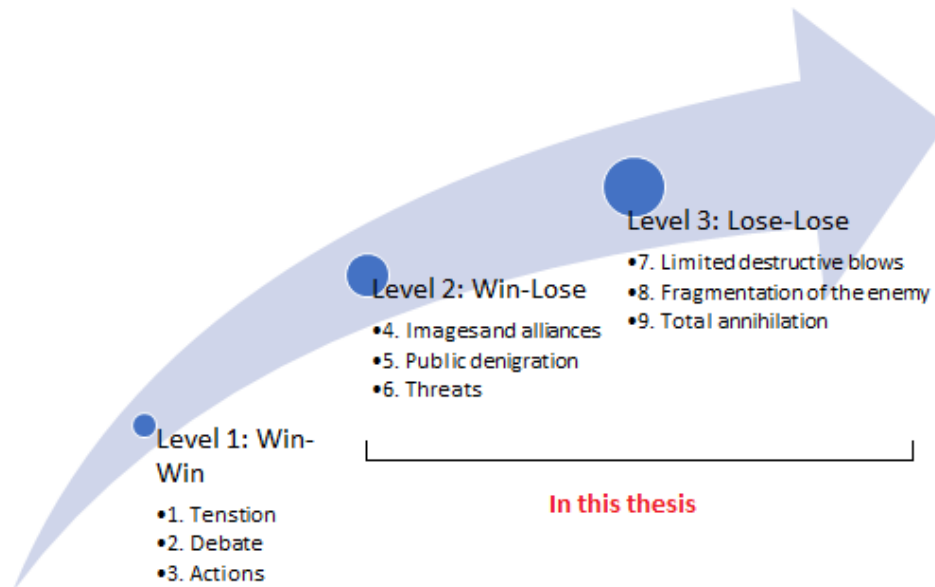 Level 1: Win-
Win
•1. Tenstion
•2. Debate
•3. Actions
Level 2: Win-Lose
•4. Imagesand alliances
•5. Public denigration
•6. Threats
Level 3: Lose-Lose
•7. Limited destructive blows
•8. Fragmentation of the enemy
•9. Total annihilation
In this thesis